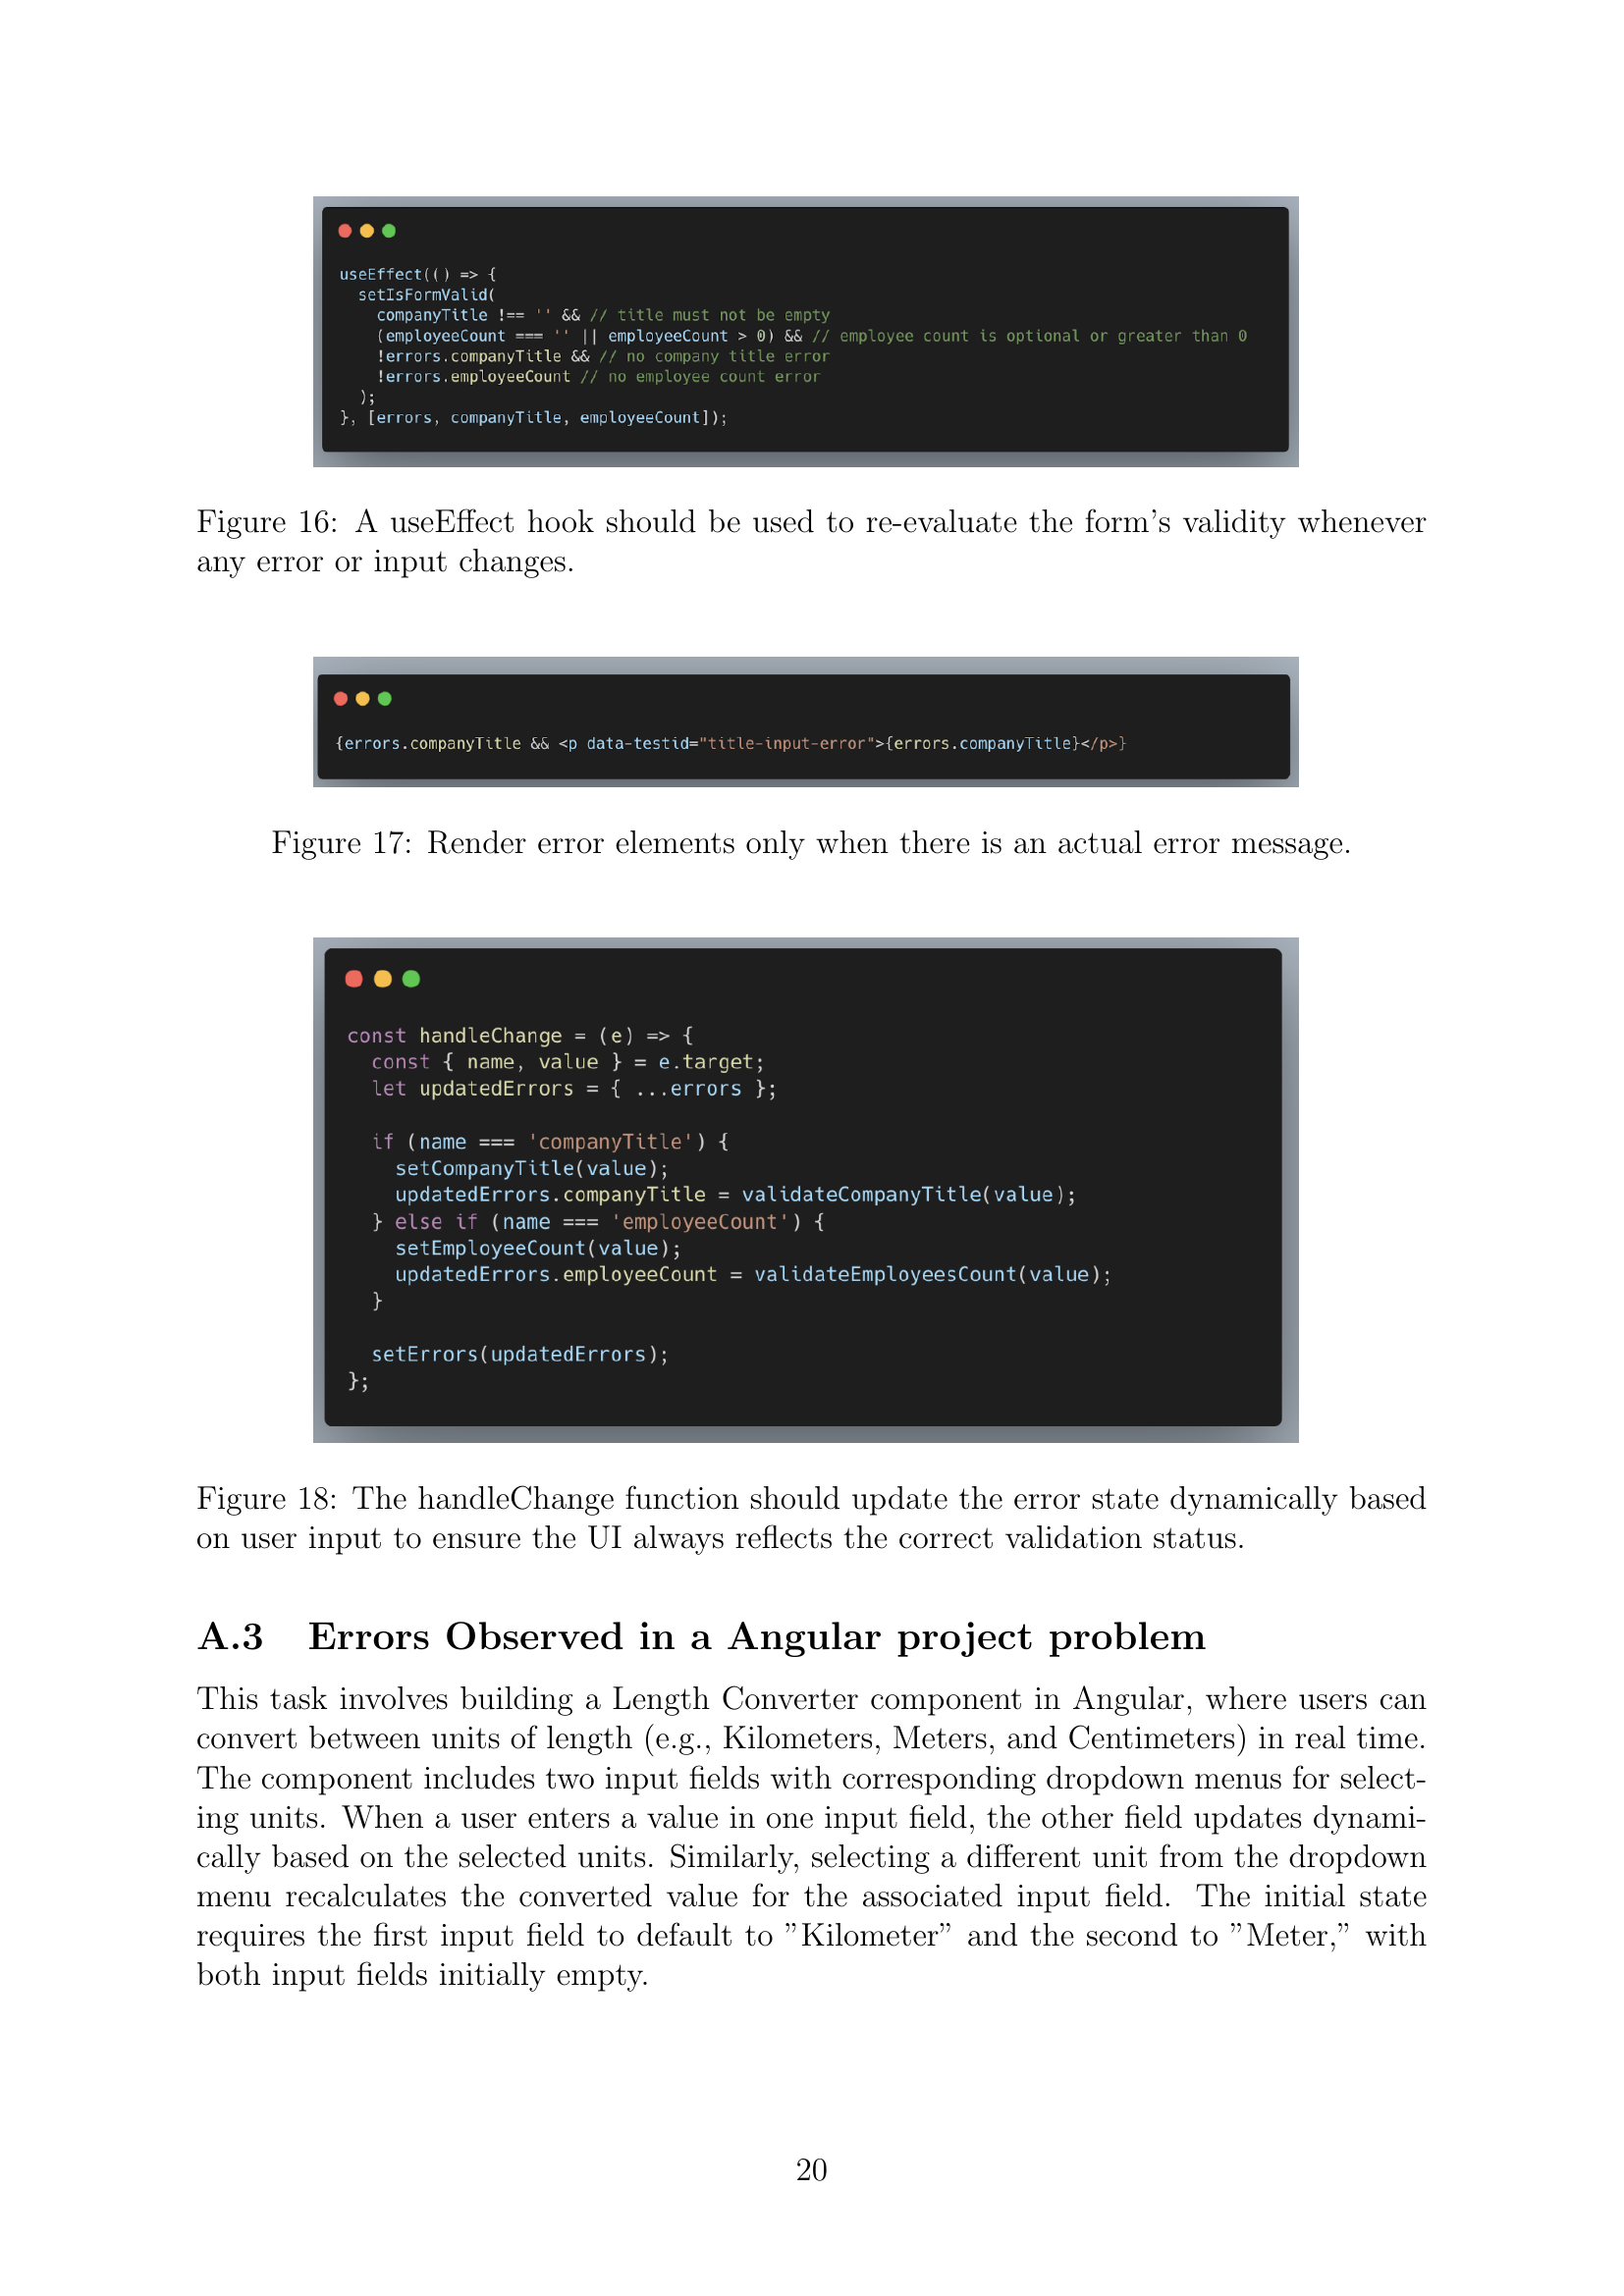 useEffect(() => {
  setIsFormValid(
    companyTitle !== '' && // title must not be empty
    (employeeCount === '' || employeeCount > 0) && // employee count is optional or greater than 0
    !errors.companyTitle && // no company title error
    !errors.employeeCount // no employee count error
  );
}, [errors, companyTitle, employeeCount]);
Figure 16: A useEffect hook should be used to re-evaluate the form's validity whenever
any error or input changes.
{errors.companyTitle && <p data-testid="title-input-error">{errors.companyTitle}</p>}
Figure 17: Render error elements only when there is an actual error message.
const handleChange = (e) => {
  const { name, value } = e.target;
  let updatedErrors = { ...errors };
  if (name === 'companyTitle') {
    setCompanyTitle(value);
    updatedErrors.companyTitle = validateCompanyTitle(value);
  } else if (name === 'employeeCount') {
    setEmployeeCount(value);
    updatedErrors.employeeCount = validateEmployeesCount(value);
  }
  setErrors(updatedErrors);
};
Figure 18: The handleChange function should update the error state dynamically based
on user input to ensure the UI always reflects the correct validation status.
A.3 Errors Observed in a Angular project problem
This task involves building a Length Converter component in Angular, where users can
convert between units of length (e.g., Kilometers, Meters, and Centimeters) in real time.
The component includes two input fields with corresponding dropdown menus for select-
ing units. When a user enters a value in one input field, the other field updates dynami-
cally based on the selected units. Similarly, selecting a different unit from the dropdown
menu recalculates the converted value for the associated input field. The initial state
requires the first input field to default to ”Kilometer” and the second to ”Meter,” with
both input fields initially empty.
20